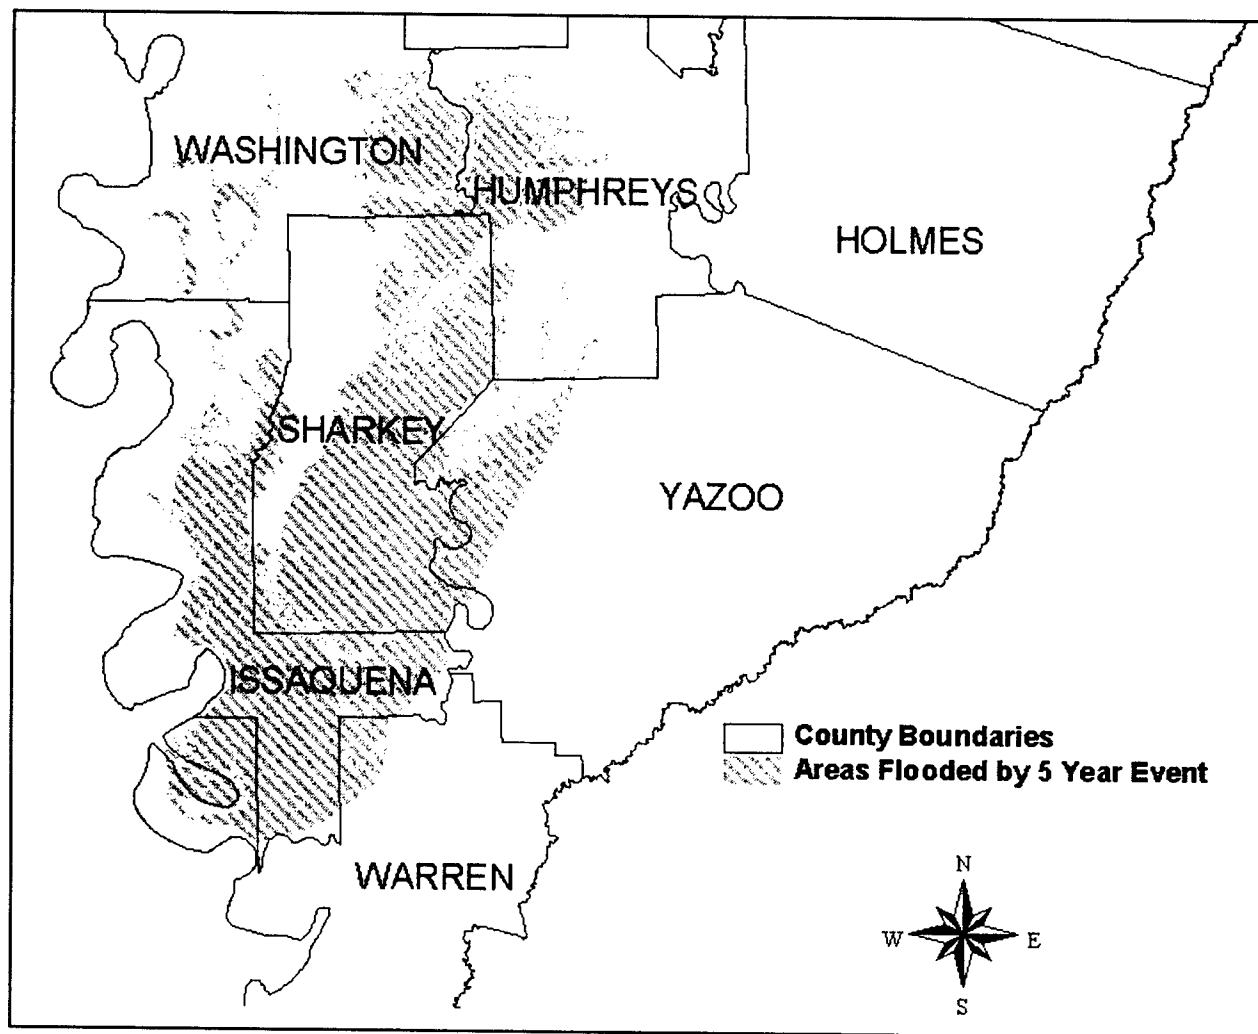 WASHINGTON
HUMPHREYS
HOLMES
SHARKEY
YAZOO
ISSAQUENA
County Boundaries
Areas Flooded by 5 Year Event
WARREN
N
W
E
S